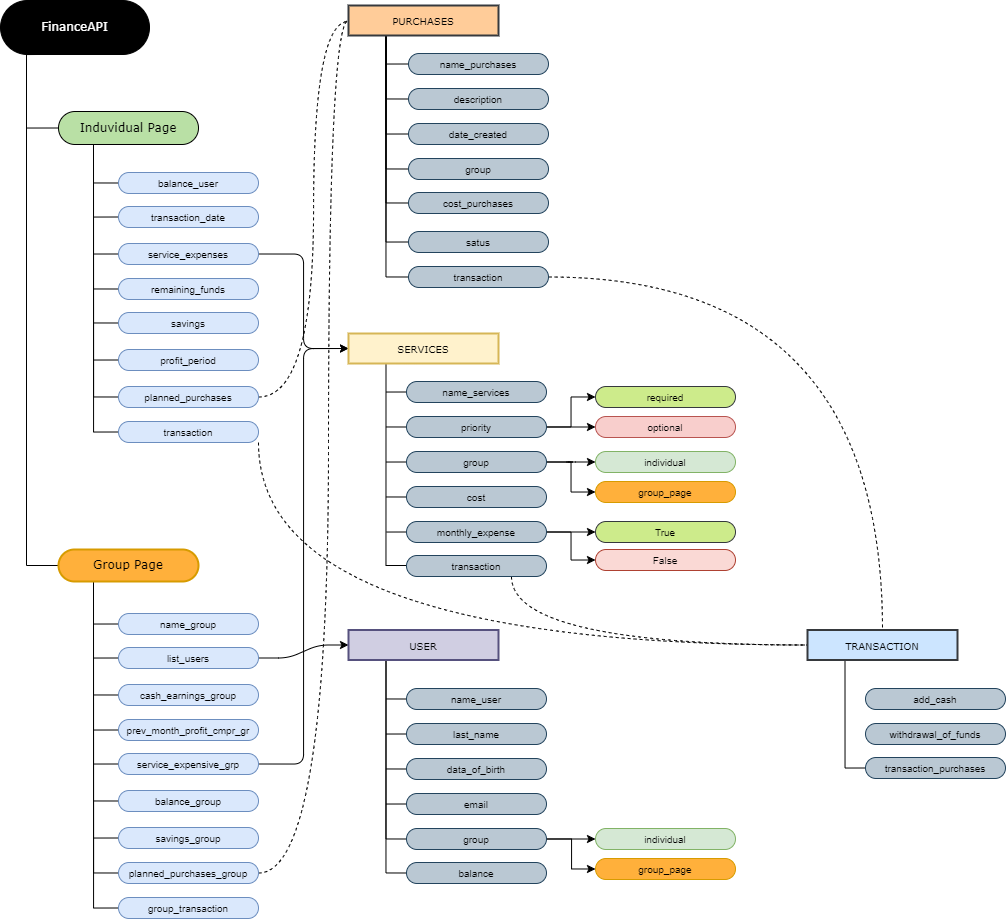 FinanceAPI
Induvidual Page
balance_user
transaction_date
service_expenses
remaining_funds
savings
profit_period
planned_purchases
transaction
Group Page
name_group
list_users
cash_earnings_group
prev_month_profit_cmpr_gr
service_expensive_grp
balance_group
savings_group
planned_purchases_group
group_transaction
PURCHASES
name_purchases
description
date_created
group
cost_purchases
satus
transaction
SERVICES
name_services
priority
required
optional
group
individual
group_page
cost
monthly_expense
True
False
transaction
USER
name_user
last_name
data_of_birth
email
group
individual
group_page
balance
TRANSACTION
add_cash
withdrawal_of_funds
transaction_purchases